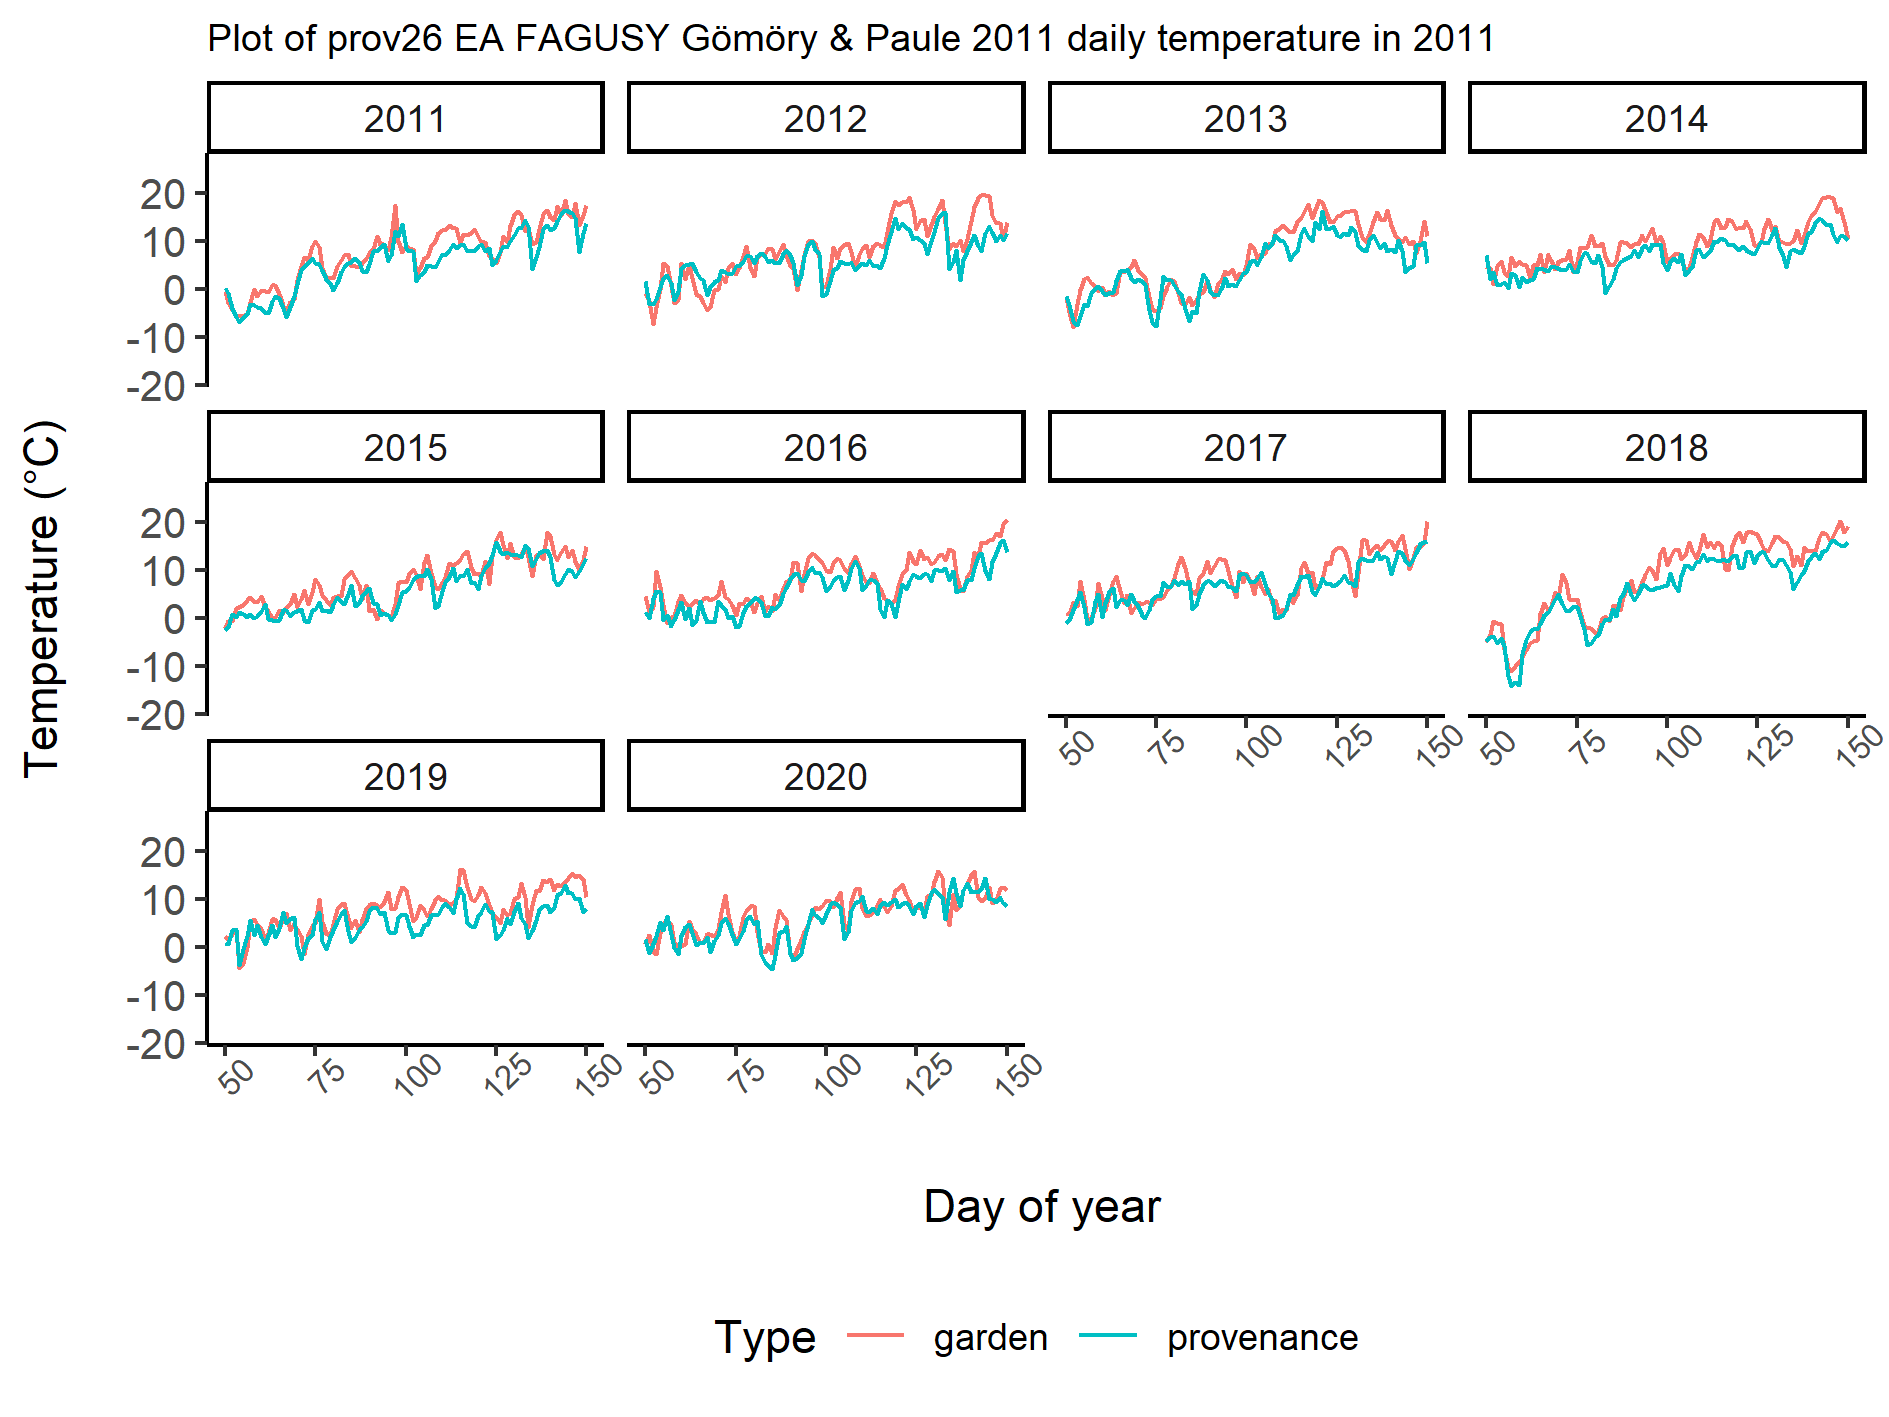 Plot of prov26 EA FAGUSY Gömöry & Paule 2011 daily temperature in 2011
2011 2012 2013 2014
20
10
0
-10
-20
2015 2016 2017 2018
20
10
0
-10
-20
50 75 100 125 150 50 75 100 125 150
2019 2020
20
10
0
-10
-20
50 75 100 125 150 50 75 100 125 150
Temperature (°C)
Day of year
Type garden provenance